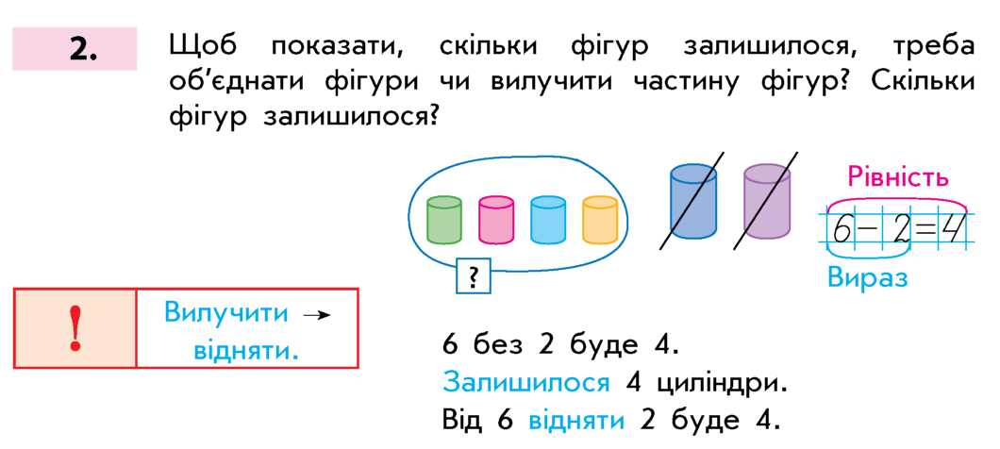 2.
Щоб показати, скільки фігур залишилося, треба
об’єднати фігури чи вилучити частину фігур? Скільки
фігур залишилося?
Рівність
6 − 2 = 4
Вираз
?
!
Вилучити →
відняти.
6 без 2 буде 4.
Залишилося 4 циліндри.
Від 6 відняти 2 буде 4.